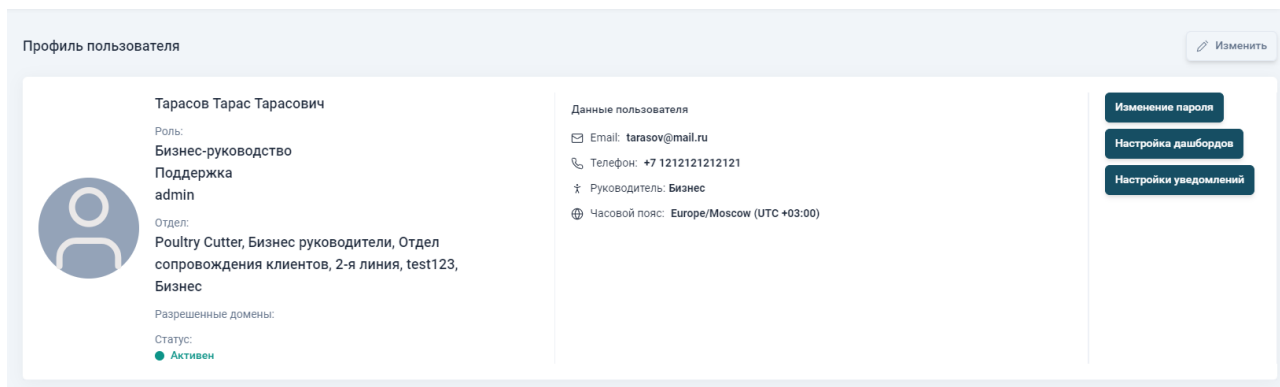 Профиль пользователя
Изменить
Тарасов Тарас Тарасович
Роль:
Бизнес-руководство
Поддержка
admin
Отдел:
Poultry Cutter, Бизнес руководители, Отдел
сопровождения клиентов, 2-я линия, test123,
Бизнес
Разрешенные домены:
Статус:
Активен
Данные пользователя
Email: tarasov@mail.ru
Телефон: +7 1212121212121
Руководитель: Бизнес
Часовой пояс: Europe/Moscow (UTC +03:00)
Изменение пароля
Настройка дашбордов
Настройки уведомлений